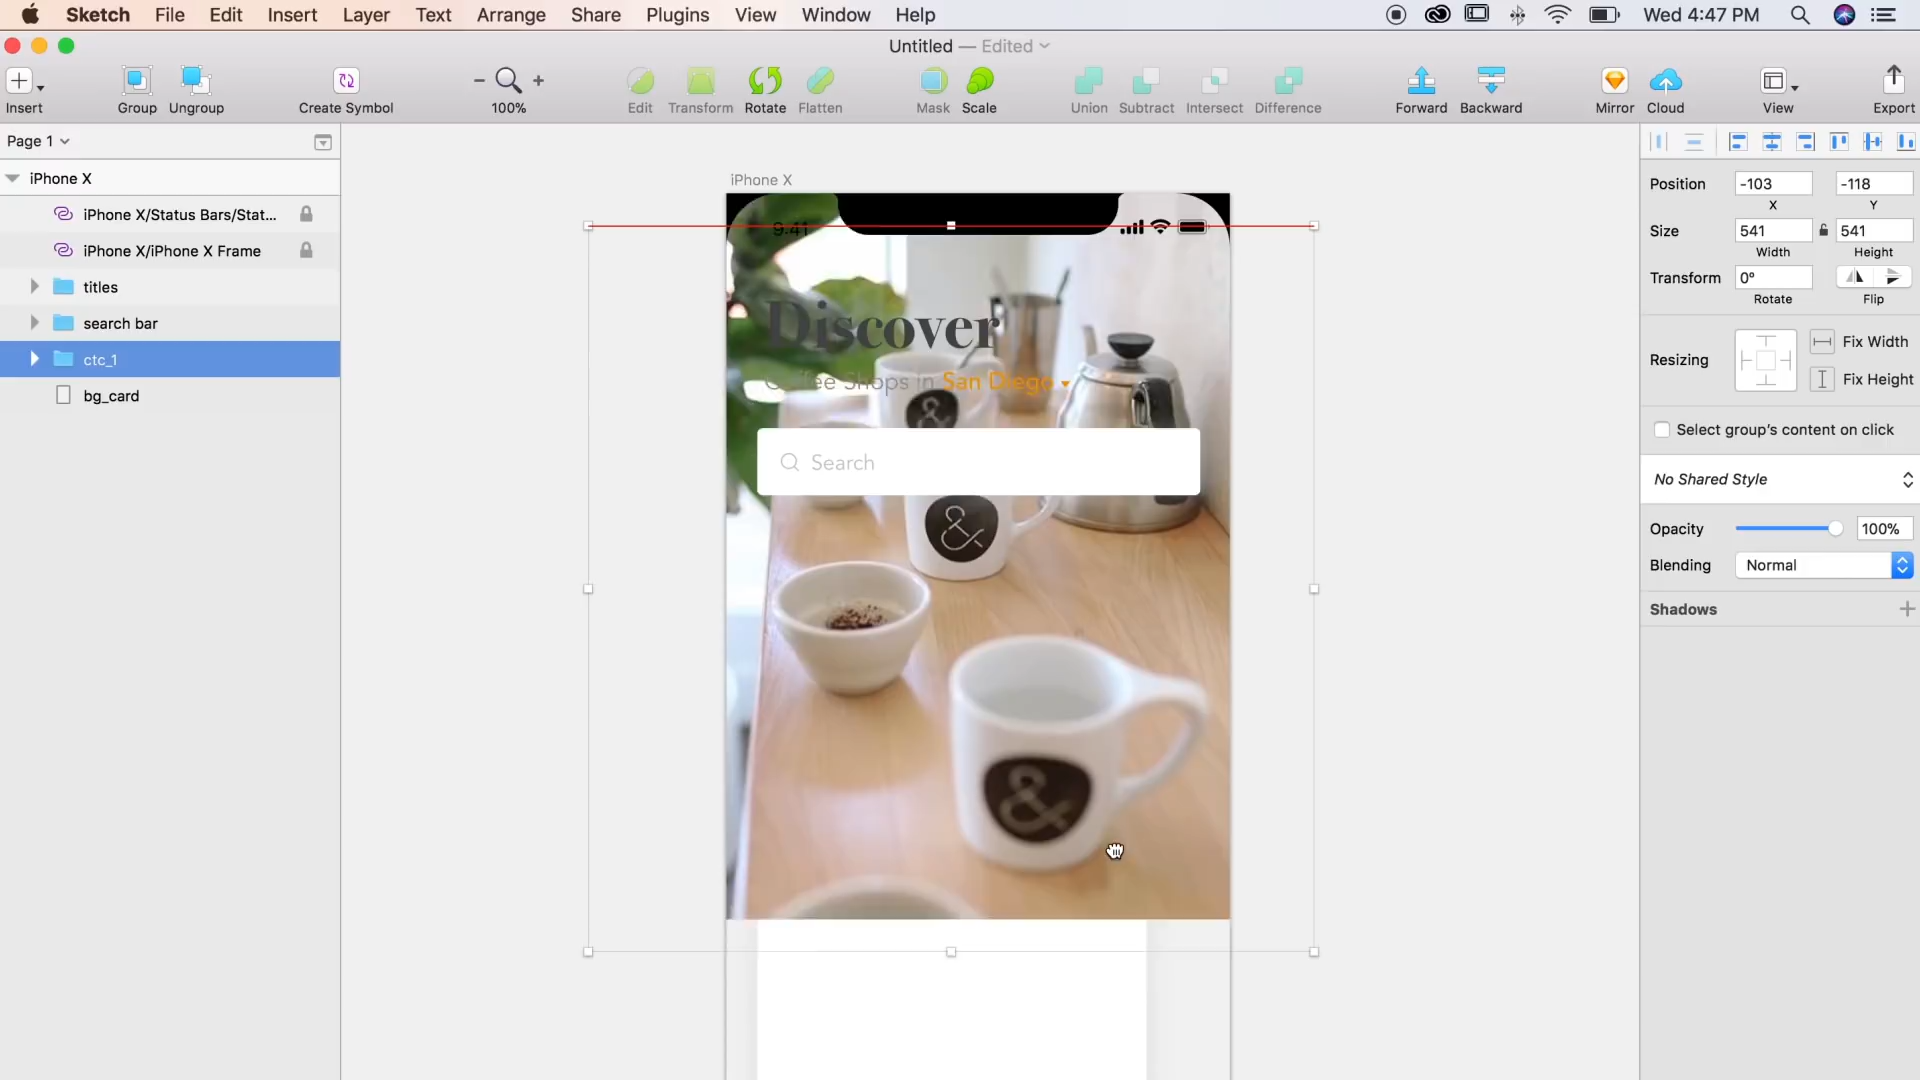 Sketch File Edit Insert Layer Text Arrange Share Plugins View Window Help Wed 4:47 PM
Untitled — Edited
Insert Group Ungroup Create Symbol 100% Edit Transform Rotate Flatten Mask Scale Union Subtract Intersect Difference Forward Backward Mirror Cloud View Export
Page 1
iPhone X
iPhone X/Status Bars/Stat...
iPhone X/iPhone X Frame
titles
search bar
ctc_1
bg_card
iPhone X
9:41
Discover
Coffee Shops in San Diego
Search
&
&
&
Position -103 -118
X Y
Size 541 541
Width Height
Transform 0°
Rotate Flip
Resizing
Fix Width
Fix Height
Select group's content on click
No Shared Style
Opacity 100%
Blending Normal
Shadows